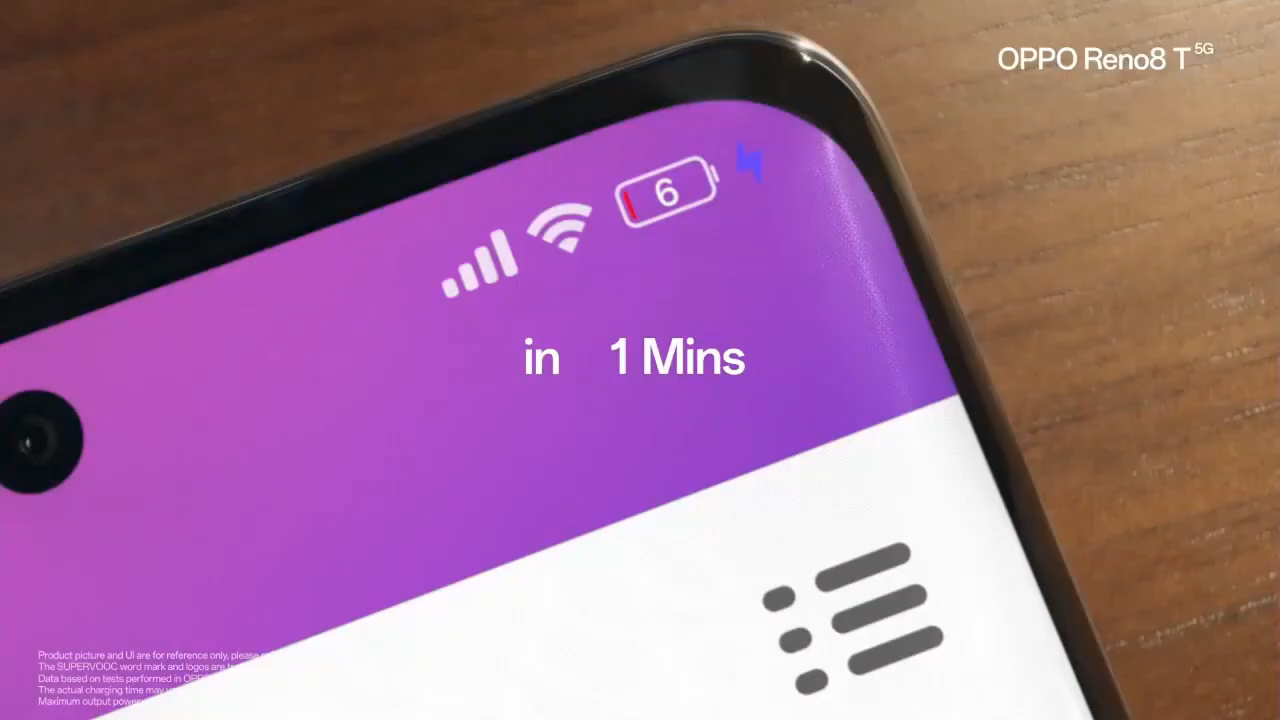 OPPO Reno8 T 5G
6
in 1 Mins
Product picture and UI are for reference only, please
The SUPERVOOC word mark and logos are
Data based on tests performed in OPPO
The actual charging time may
Maximum output power